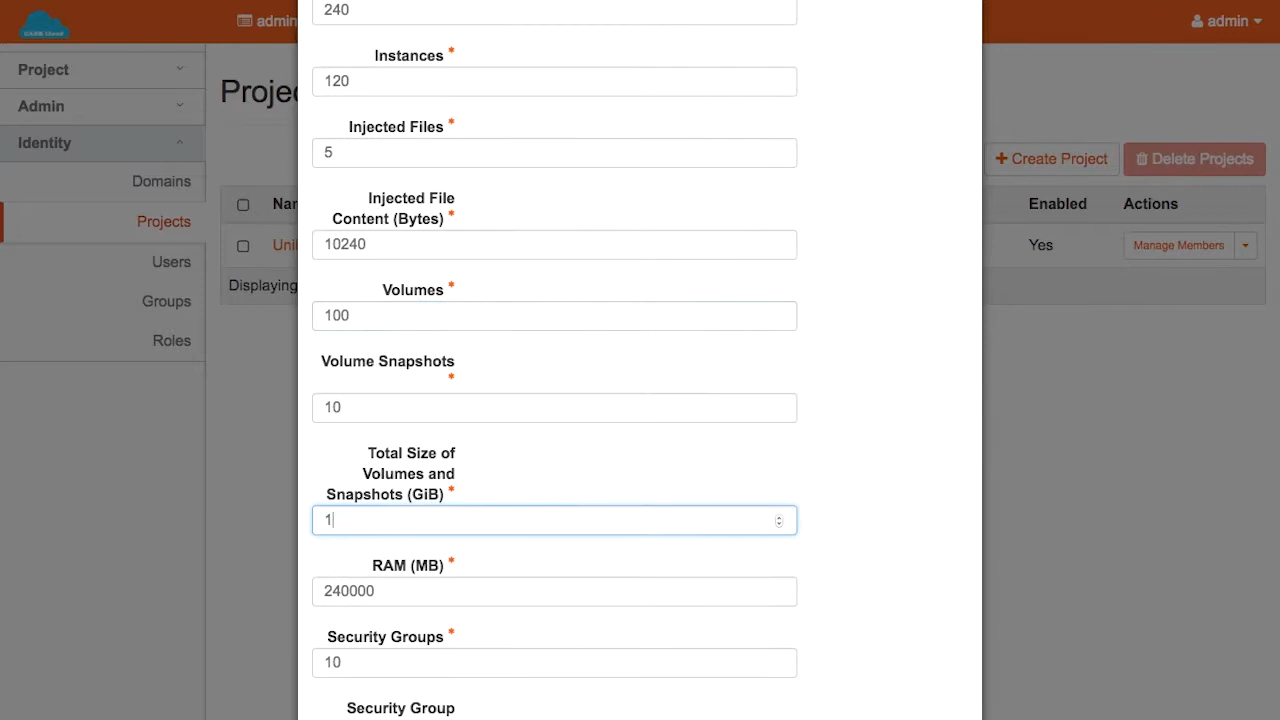 admin
admin
Project
Admin
Identity
Domains
Projects
Users
Groups
Roles
Projec
Create Project
Delete Projects
Nar
Enabled
Actions
Uni
Yes
Manage Members
Displaying
240
Instances *
120
Injected Files *
5
Injected File
Content (Bytes) *
10240
Volumes *
100
Volume Snapshots
*
10
Total Size of
Volumes and
Snapshots (GiB) *
1
RAM (MB) *
240000
Security Groups *
10
Security Group